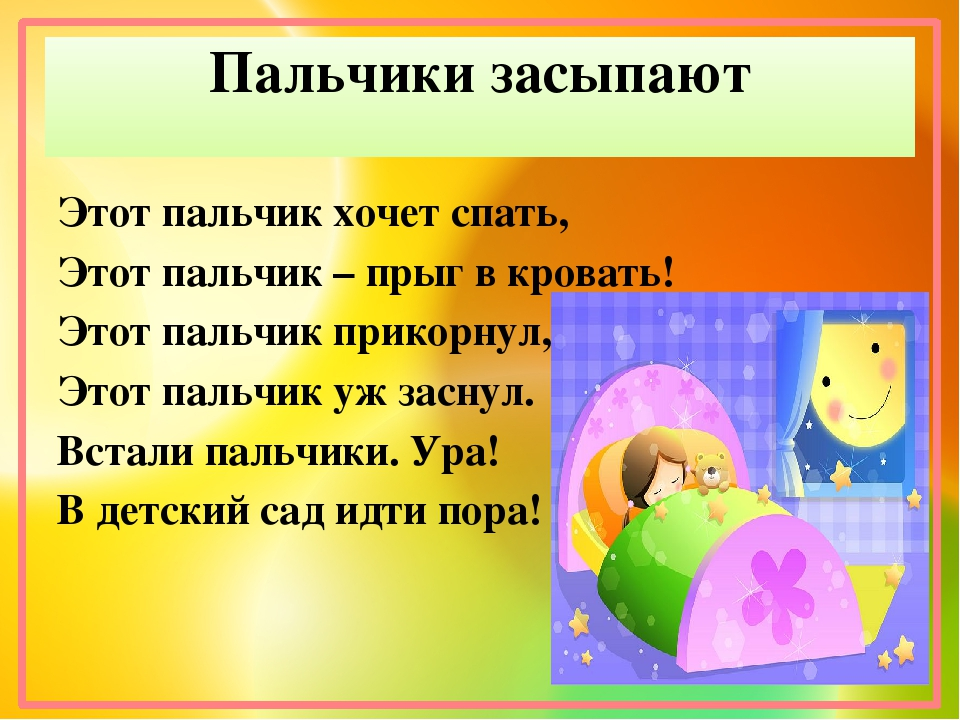 Пальчики засыпают
Этот пальчик хочет спать,
Этот пальчик – прыг в кровать!
Этот пальчик прикорнул,
Этот пальчик уж заснул.
Встали пальчики. Ура!
В детский сад идти пора!